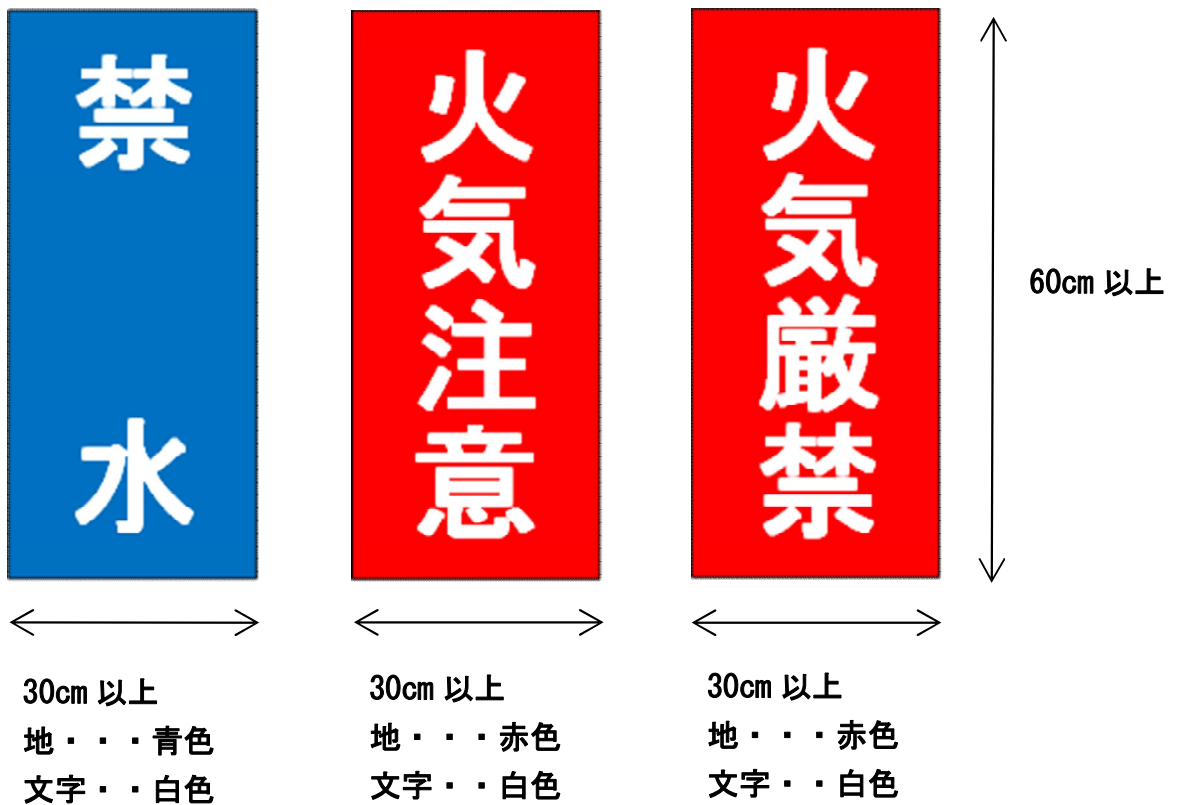 禁水
火気注意
火気厳禁
60cm 以上
30cm 以上
地・・・青色
文字・・白色
30cm 以上
地・・・赤色
文字・・白色
30cm 以上
地・・・赤色
文字・・白色